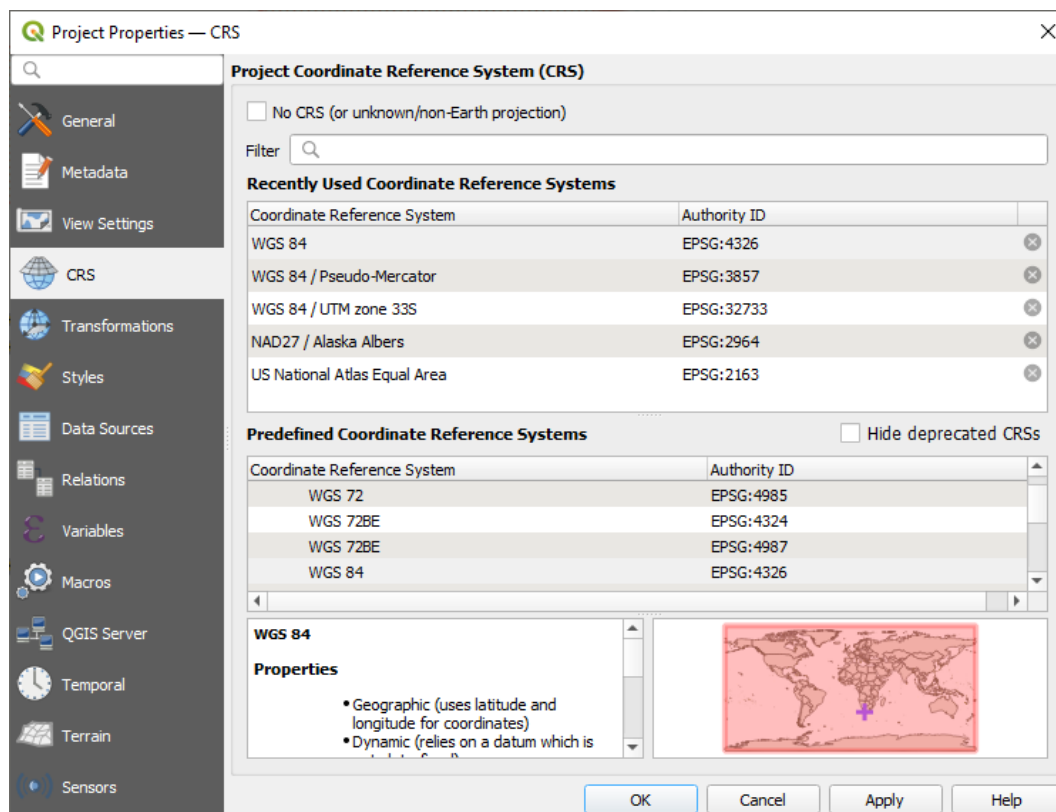 Project Properties — CRS
Project Coordinate Reference System (CRS)
General
Metadata
View Settings
CRS
Transformations
Styles
Data Sources
Relations
Variables
Macros
QGIS Server
Temporal
Terrain
Sensors
No CRS (or unknown/non-Earth projection)
Filter
Recently Used Coordinate Reference Systems
Coordinate Reference System Authority ID
WGS 84 EPSG:4326
WGS 84 / Pseudo-Mercator EPSG:3857
WGS 84 / UTM zone 33S EPSG:32733
NAD27 / Alaska Albers EPSG:2964
US National Atlas Equal Area EPSG:2163
Predefined Coordinate Reference Systems Hide deprecated CRSs
Coordinate Reference System Authority ID
WGS 72 EPSG:4985
WGS 72BE EPSG:4324
WGS 72BE EPSG:4987
WGS 84 EPSG:4326
WGS 84
Properties
• Geographic (uses latitude and
longitude for coordinates)
• Dynamic (relies on a datum which is
OK Cancel Apply Help